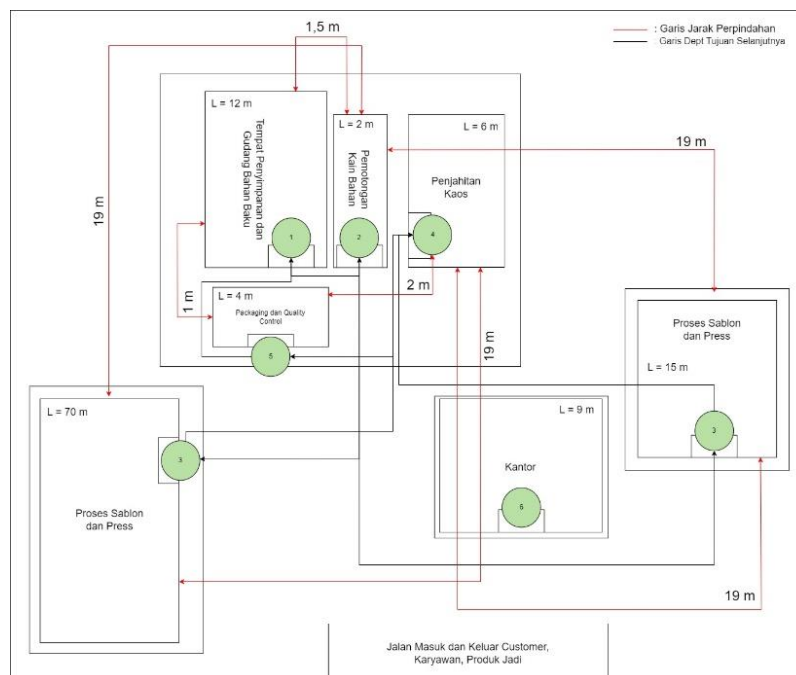 1,5 m
: Garis Jarak Perpindahan
: Garis Dept Tujuan Selanjutnya
L = 12 m
Tempat Penyimpanan dan
Gudang Bahan Baku
1
L = 2 m
Pemotongan
Kain Bahan
2
L = 6 m
Penjahitan
Kaos
4
19 m
19 m
1 m
L = 4 m
Packaging dan Quality
Control
5
2 m
19 m
Proses Sablon
dan Press
L = 15 m
3
L = 70 m
3
Proses Sablon
dan Press
L = 9 m
Kantor
6
19 m
Jalan Masuk dan Keluar Customer,
Karyawan, Produk Jadi